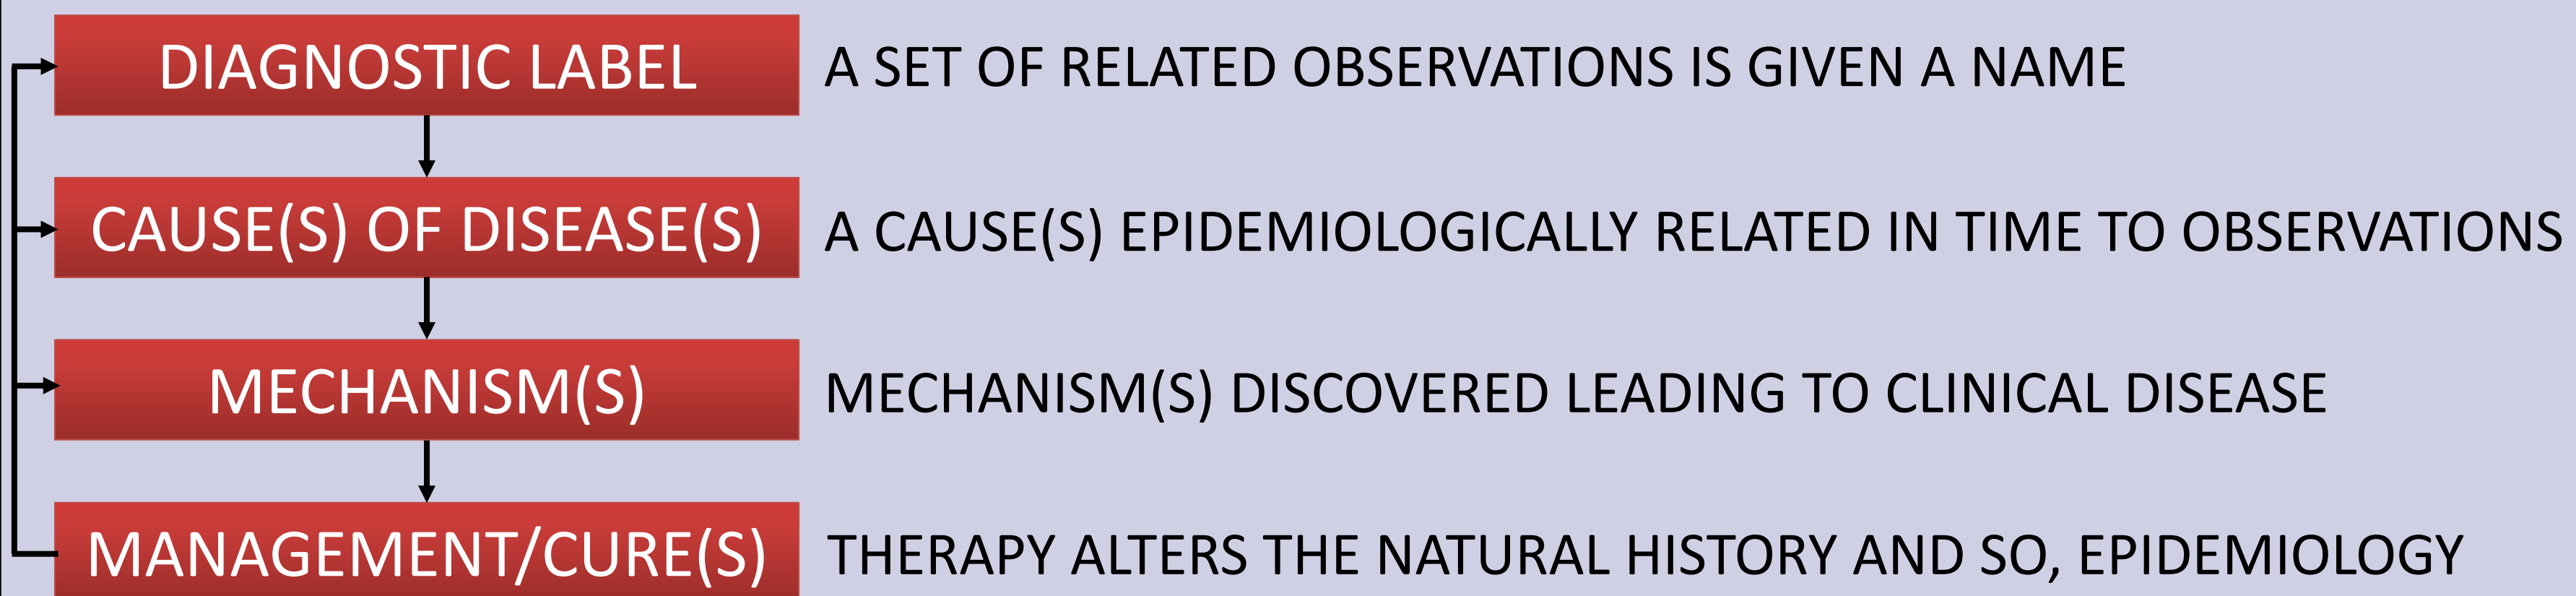 DIAGNOSTIC LABEL
A SET OF RELATED OBSERVATIONS IS GIVEN A NAME
CAUSE(S) OF DISEASE(S)
A CAUSE(S) EPIDEMIOLOGICALLY RELATED IN TIME TO OBSERVATIONS
MECHANISM(S)
MECHANISM(S) DISCOVERED LEADING TO CLINICAL DISEASE
MANAGEMENT/CURE(S)
THERAPY ALTERS THE NATURAL HISTORY AND SO, EPIDEMIOLOGY